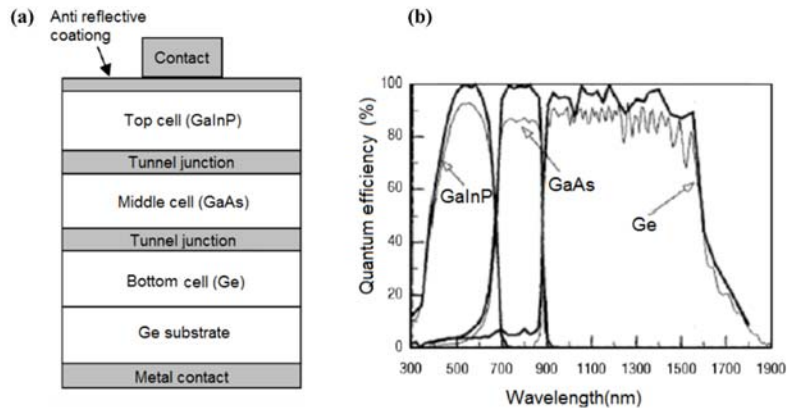 (a)
Anti reflective
coationg
Contact
Top cell (GaInP)
Tunnel junction
Middle cell (GaAs)
Tunnel junction
Bottom cell (Ge)
Ge substrate
Metal contact
(b)
Quantum efficiency (%)
100
80
60
40
20
0
GaInP
GaAs
Ge
300 500 700 900 1100 1300 1500 1700 1900
Wavelength(nm)